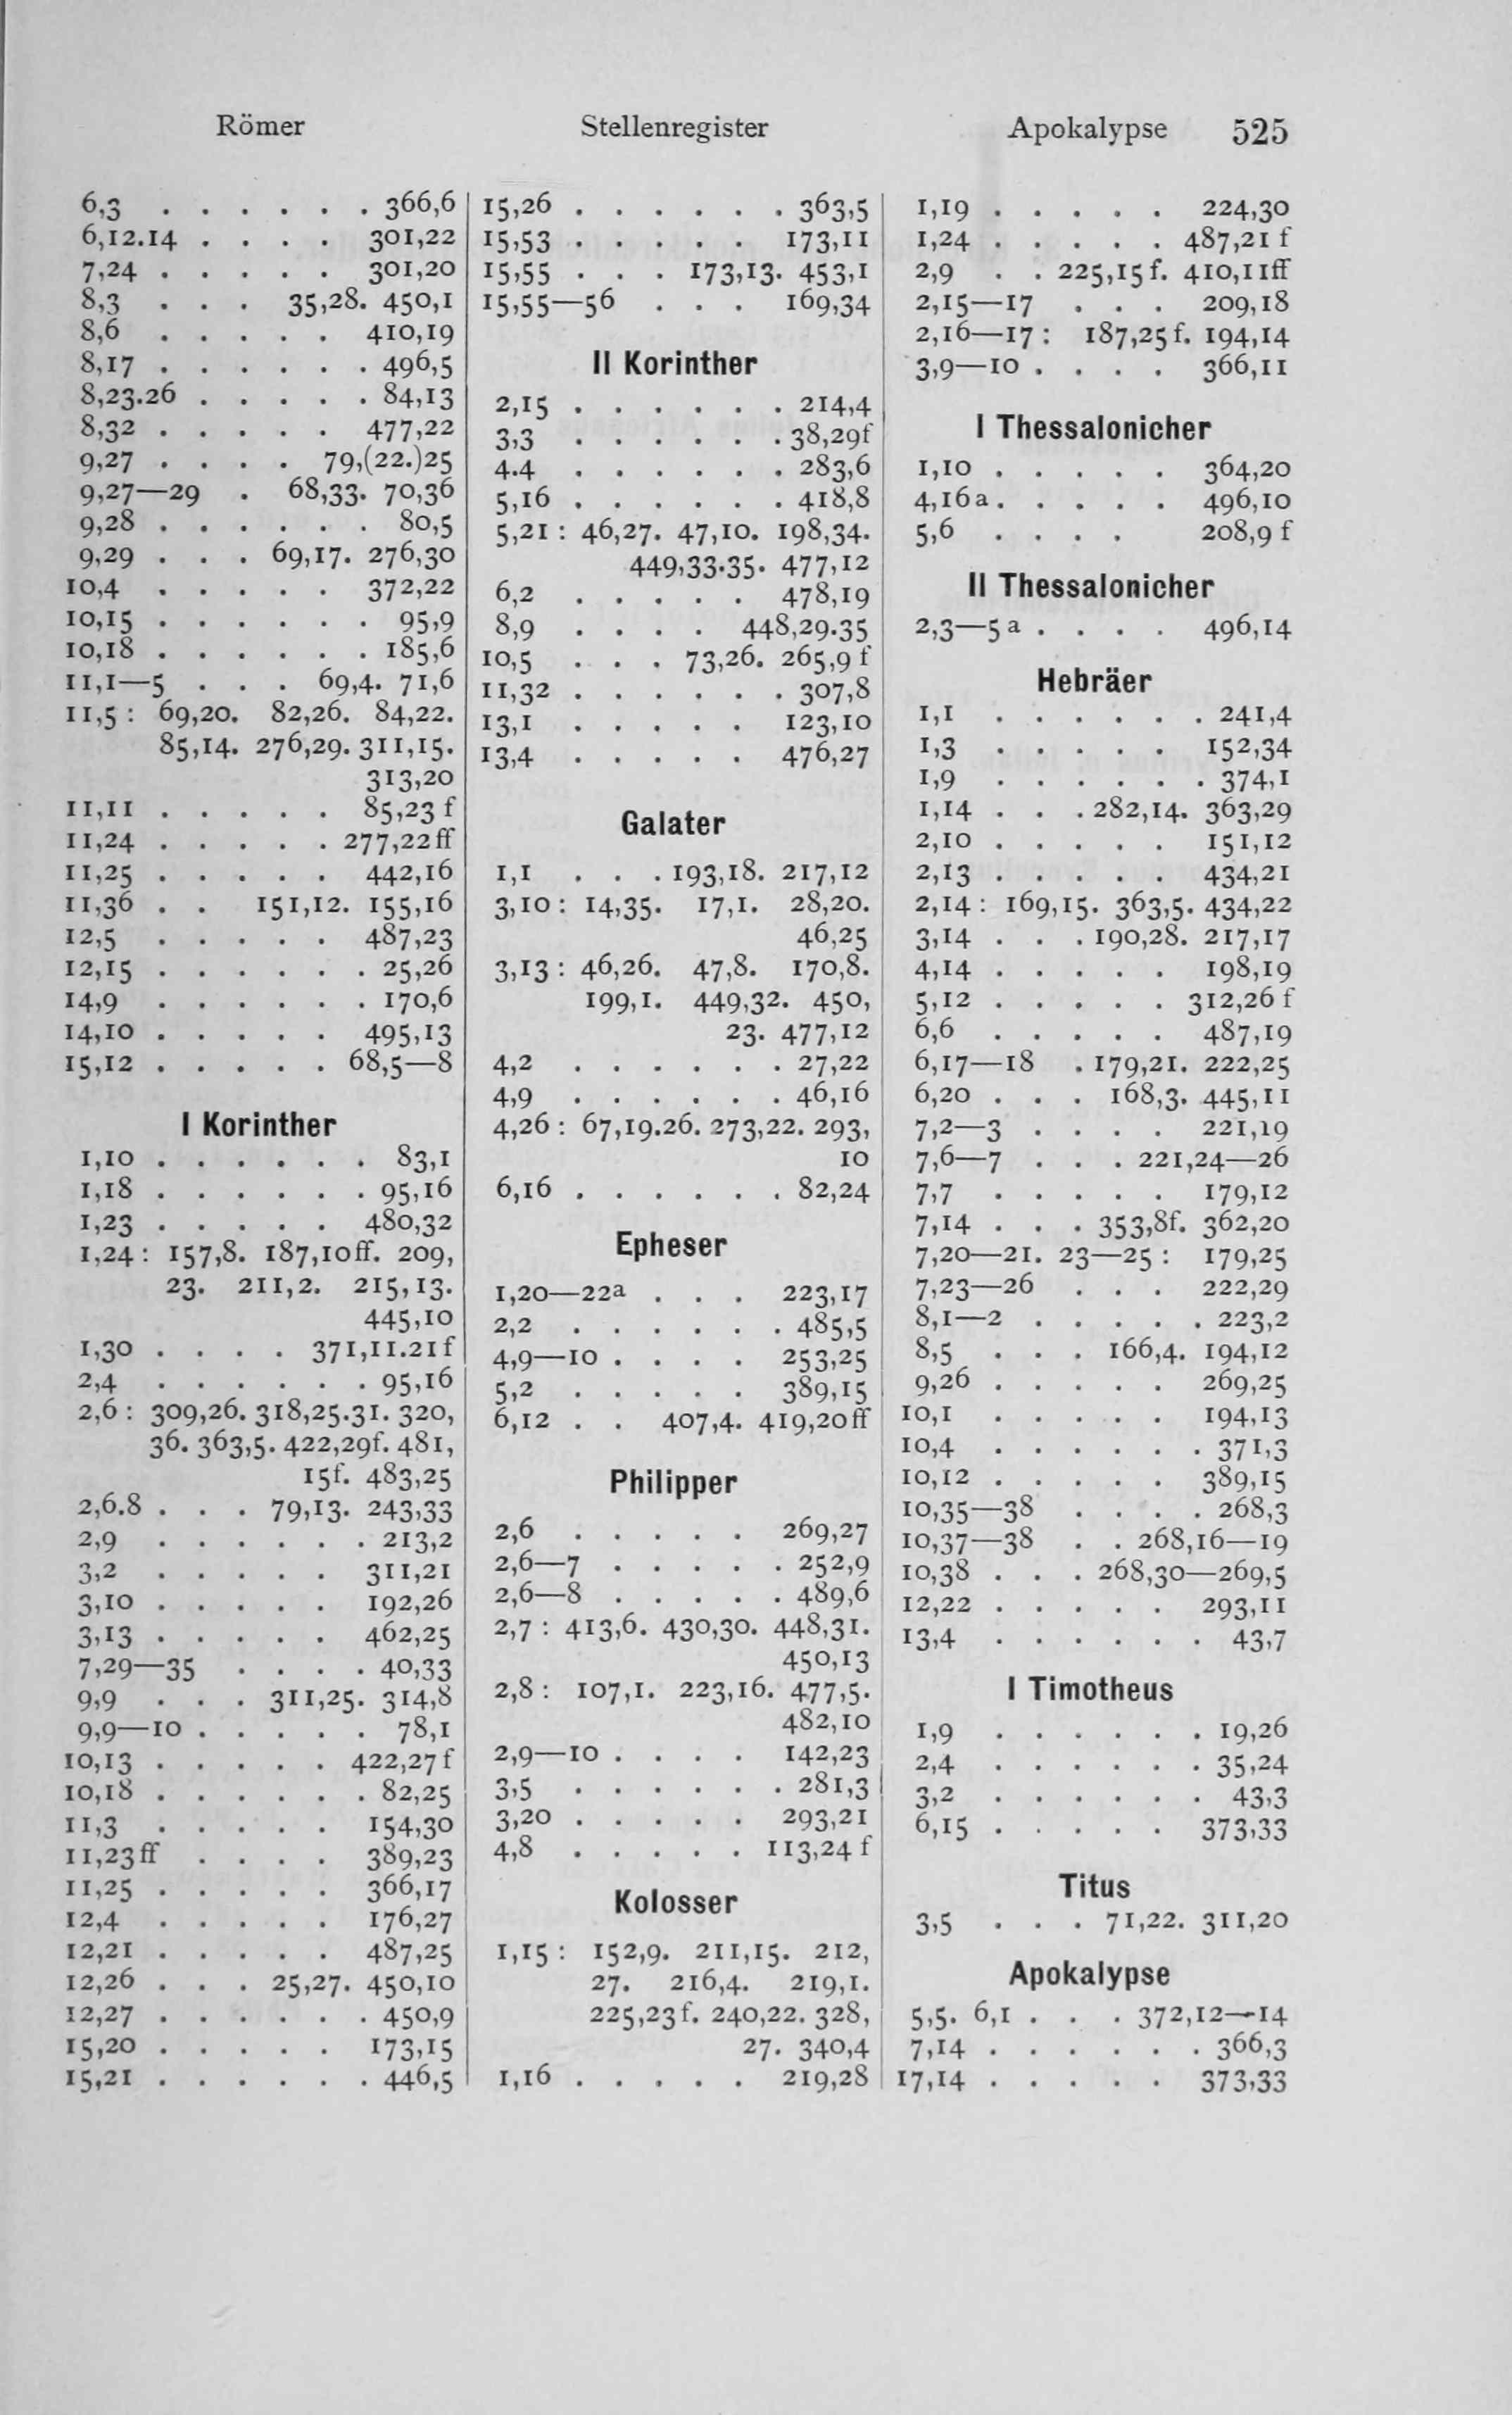 Römer Stellenregister Apokalypse 525
6,3 . . . . . . 366,6
6,12.14 . . . . 301,22
7,24 . . . . . 301,20
8,3 . . . 35,28. 450,1
8,6 . . . . . 410,19
8,17 . . . . . . 496,5
8,23.26 . . . . . 84,13
8,32 . . . . . 477,22
9,27 . . . . 79,(22.)25
9,27—29 . 68,33. 70,36
9,28 . . . . . . 80,5
9,29 . . . 69,17. 276,30
10,4 . . . . . 372,22
10,15 . . . . . . 95,9
10,18 . . . . . . 185,6
11,1—5 . . . 69,4. 71,6
11,5 : 69,20. 82,26. 84,22.
85,14. 276,29. 311,15.
313,20
11,11 . . . . . 85,23 f
11,24 . . . . . 277,22 ff
11,25 . . . . . 442,16
11,36 . . 151,12. 155,16
12,5 . . . . . 487,23
12,15 . . . . . . 25,26
14,9 . . . . . . 170,6
14,10 . . . . . 495,13
15,12 . . . . . 68,5—8
I Korinther
1,10 . . . . . . 83,1
1,18 . . . . . . 95,16
1,23 . . . . . 480,32
1,24 : 157,8. 187,10ff. 209,
23. 211,2. 215,13.
445,10
1,30 . . . . 371,11.21 f
2,4 . . . . . . 95,16
2,6 : 309,26. 318,25.31. 320,
36. 363,5. 422,29f. 481,
15f. 483,25
2,6.8 . . . 79,13. 243,33
2,9 . . . . . . 213,2
3,2 . . . . . 311,21
3,10 . . . . . 192,26
3,13 . . . . . 462,25
7,29—35 . . . . 40,33
9,9 . . . 311,25. 314,8
9,9—10 . . . . . 78,1
10,13 . . . . . 422,27 f
10,18 . . . . . . 82,25
11,3 . . . . . 154,30
11,23 ff . . . . 389,23
11,25 . . . . . 366,17
12,4 . . . . . 176,27
12,21 . . . . . 487,25
12,26 . . . 25,27. 450,10
12,27 . . . . . . 450,9
15,20 . . . . . 173,15
15,21 . . . . . . 446,5
15,26 . . . . . . 363,5
15,53 . . . . . 173,11
15,55 . . . 173,13. 453,1
15,55—56 . . . 169,34
II Korinther
2,15 . . . . . . 214,4
3,3 . . . . . . 38,29f
4.4 . . . . . . 283,6
5,16 . . . . . . 418,8
5,21 : 46,27. 47,10. 198,34.
449,33.35. 477,12
6,2 . . . . . 478,19
8,9 . . . . 448,29.35
10,5 . . . 73,26. 265,9 f
11,32 . . . . . . 307,8
13,1 . . . . . 123,10
13,4 . . . . . 476,27
Galater
1,1 . . . 193,18. 217,12
3,10 : 14,35. 17,1. 28,20.
46,25
3,13 : 46,26. 47,8. 170,8.
199,1. 449,32. 450,
23. 477,12
4,2 . . . . . . 27,22
4,9 . . . . . . 46,16
4,26 : 67,19.26. 273,22. 293,
10
6,16 . . . . . . 82,24
Epheser
1,20—22a . . . 223,17
2,2 . . . . . . 485,5
4,9—10 . . . . 253,25
5,2 . . . . . 389,15
6,12 . . 407,4. 419,20ff
Philipper
2,6 . . . . . 269,27
2,6—7 . . . . . 252,9
2,6—8 . . . . . 489,6
2,7 : 413,6. 430,30. 448,31.
450,13
2,8 : 107,1. 223,16. 477,5.
482,10
2,9—10 . . . . 142,23
3,5 . . . . . . 281,3
3,20 . . . . . 293,21
4,8 . . . . . 113,24 f
Kolosser
1,15 : 152,9. 211,15. 212,
27. 216,4. 219,1.
225,23 f. 240,22. 328,
27. 340,4
1,16 . . . . . 219,28
1,19 . . . . . 224,30
1,24 . . . . . 487,21 f
2,9 . . 225,15 f. 410,11ff
2,15—17 . . . 209,18
2,16—17 : 187,25 f. 194,14
3,9—10 . . . . 366,11
I Thessalonicher
1,10 . . . . . 364,20
4,16a . . . . . 496,10
5,6 . . . . 208,9 f
II Thessalonicher
2,3—5 a . . . . 496,14
Hebräer
1,1 . . . . . . 241,4
1,3 . . . . . 152,34
1,9 . . . . . . 374,1
1,14 . . . 282,14. 363,29
2,10 . . . . . 151,12
2,13 . . . . . 434,21
2,14 : 169,15. 363,5. 434,22
3,14 . . . 190,28. 217,17
4,14 . . . . . 198,19
5,12 . . . . . 312,26 f
6,6 . . . . . 487,19
6,17—18 . 179,21. 222,25
6,20 . . . 168,3. 445,11
7,2—3 . . . . 221,19
7,6—7 . . . 221,24—26
7,7 . . . . . 179,12
7,14 . . . 353,8f. 362,20
7,20—21. 23—25 : 179,25
7,23—26 . . . 222,29
8,1—2 . . . . . 223,2
8,5 . . . 166,4. 194,12
9,26 . . . . . 269,25
10,1 . . . . . 194,13
10,4 . . . . . . 371,3
10,12 . . . . . 389,15
10,35—38 . . . . 268,3
10,37—38 . . 268,16—19
10,38 . . . 268,30—269,5
12,22 . . . . . 293,11
13,4 . . . . . . 43,7
I Timotheus
1,9 . . . . . . 19,26
2,4 . . . . . . 35,24
3,2 . . . . . . 43,3
6,15 . . . . . 373,33
Titus
3,5 . . . 71,22. 311,20
Apokalypse
5,5. 6,1 . . . 372,12—14
7,14 . . . . . . 366,3
17,14 . . . . . 373,33